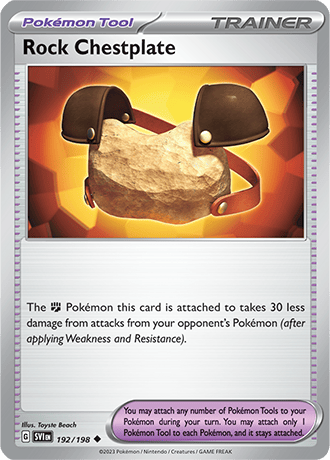 Pokémon Tool TRAINER
Rock Chestplate
The Pokémon this card is attached to takes 30 less
damage from attacks from your opponent's Pokémon (after
applying Weakness and Resistance).
Illus. Toyste Beach
G SVI EN 192/198
You may attach any number of Pokémon Tools to your
Pokémon during your turn. You may attach only 1
Pokémon Tool to each Pokémon, and it stays attached.
©2023 Pokémon / Nintendo / Creatures / GAME FREAK